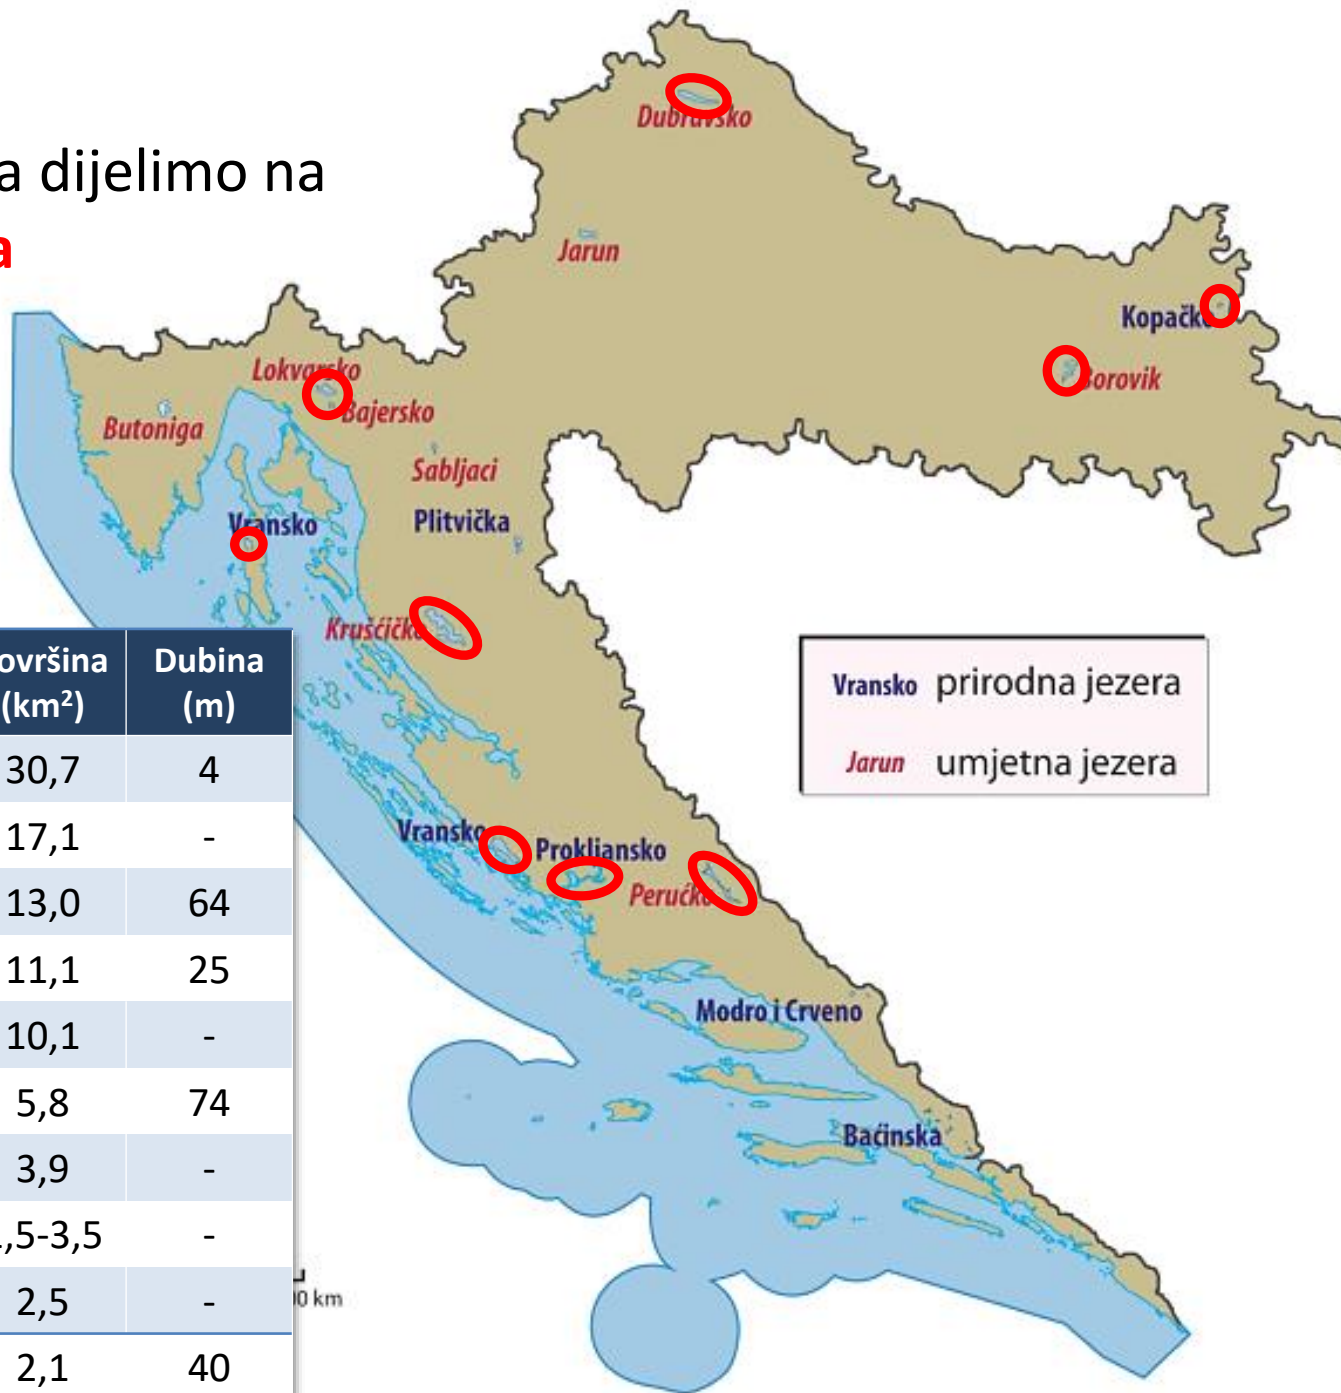 a dijelimo na
a
Dubravsko
Jarun
Kopačko
Borovik
Lokvarsko
Bajersko
Butoniga
Sabljaci
Vransko
Plitvička
Kruščičko
ovršina (km²)
Dubina (m)
30,7 4
17,1 -
13,0 64
11,1 25
10,1 -
5,8 74
3,9 -
,5-3,5 -
2,5 -
2,1 40
Vransko prirodna jezera
Jarun umjetna jezera
Vransko
Prokljansko
Peručko
Modro i Crveno
Baćinska
0 km